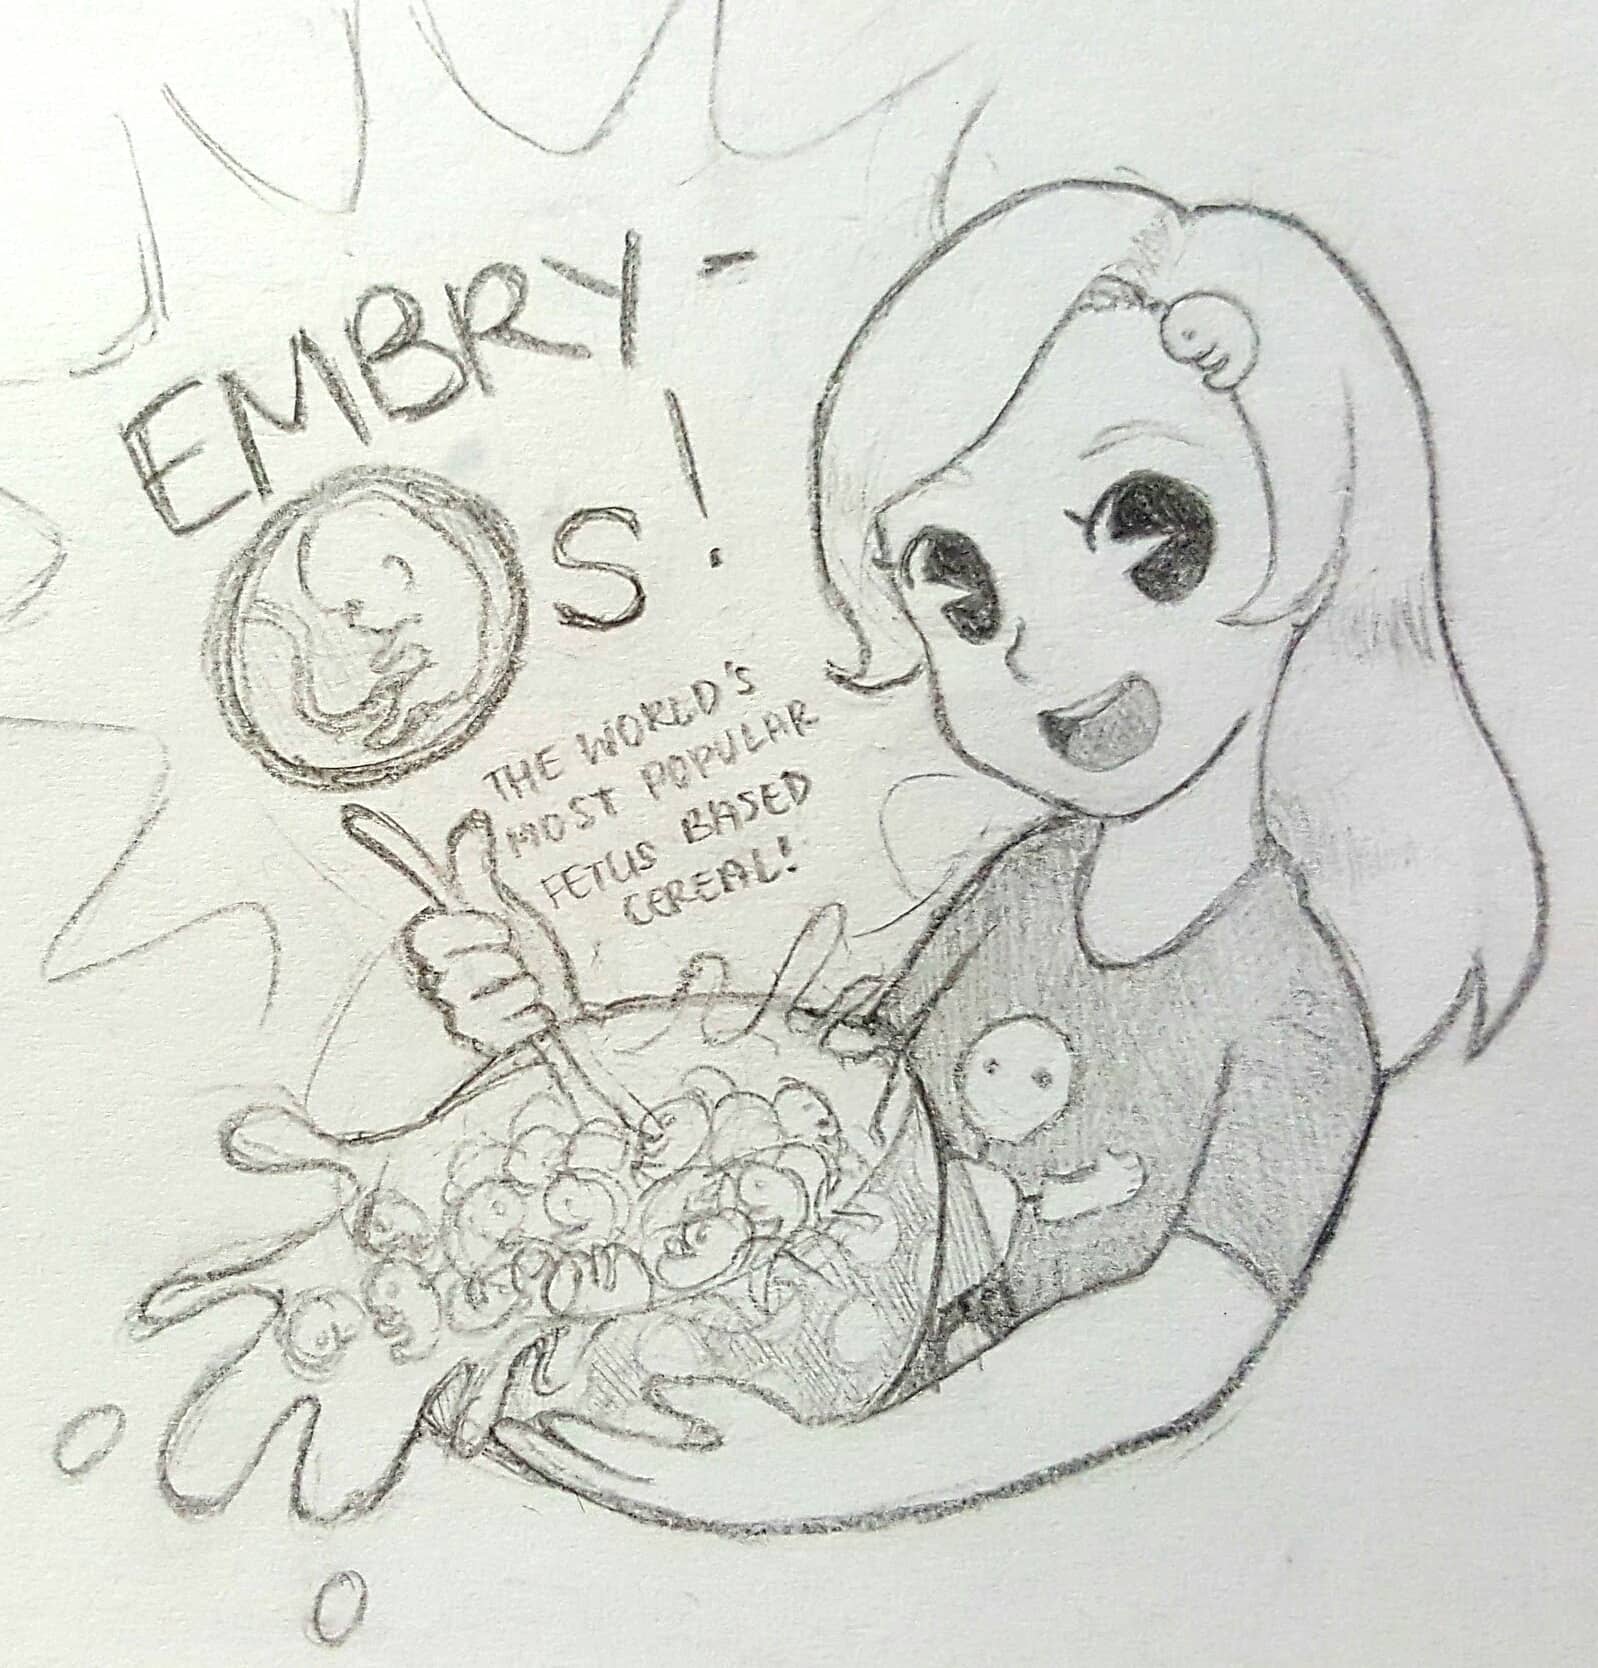 EMBRY-
OS!
THE WORLD'S
MOST POPULAR
FETUS BASED
CEREAL!